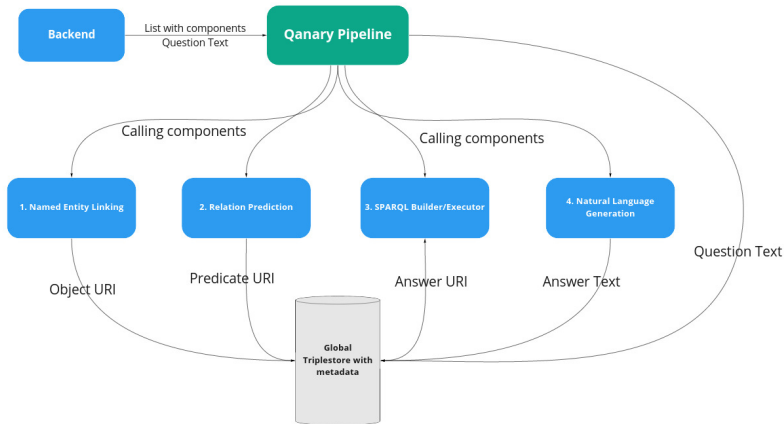 Backend
List with components
Question Text
Qanary Pipeline
Calling components
Calling components
1. Named Entity Linking
2. Relation Prediction
3. SPARQL Builder/Executor
4. Natural Language
Generation
Object URI
Predicate URI
Answer URI
Answer Text
Question Text
Global
Triplestore with
metadata